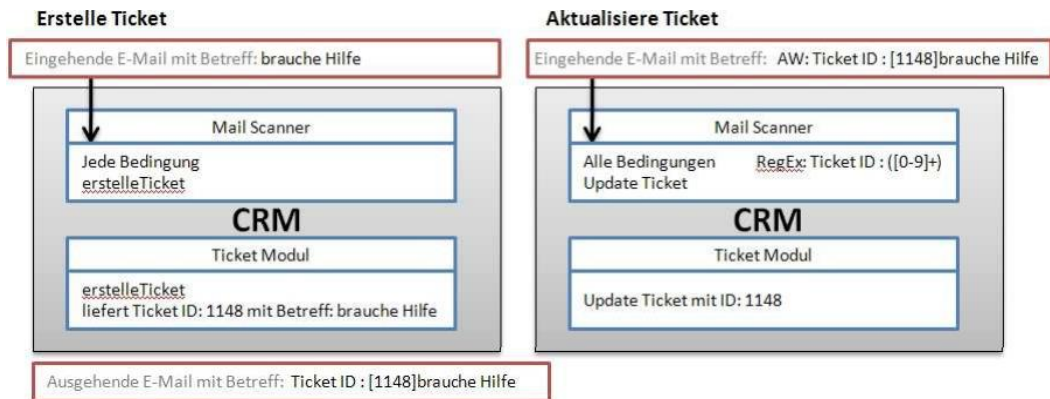 Erstelle Ticket
Eingehende E-Mail mit Betreff: brauche Hilfe
Mail Scanner
Jede Bedingung
erstelleTicket
CRM
Ticket Modul
erstelleTicket
liefert Ticket ID: 1148 mit Betreff: brauche Hilfe
Ausgehende E-Mail mit Betreff: Ticket ID : [1148]brauche Hilfe
Aktualisiere Ticket
Eingehende E-Mail mit Betreff: AW: Ticket ID : [1148]brauche Hilfe
Mail Scanner
Alle Bedingungen RegEx: Ticket ID : ([0-9]+)
Update Ticket
CRM
Ticket Modul
Update Ticket mit ID: 1148